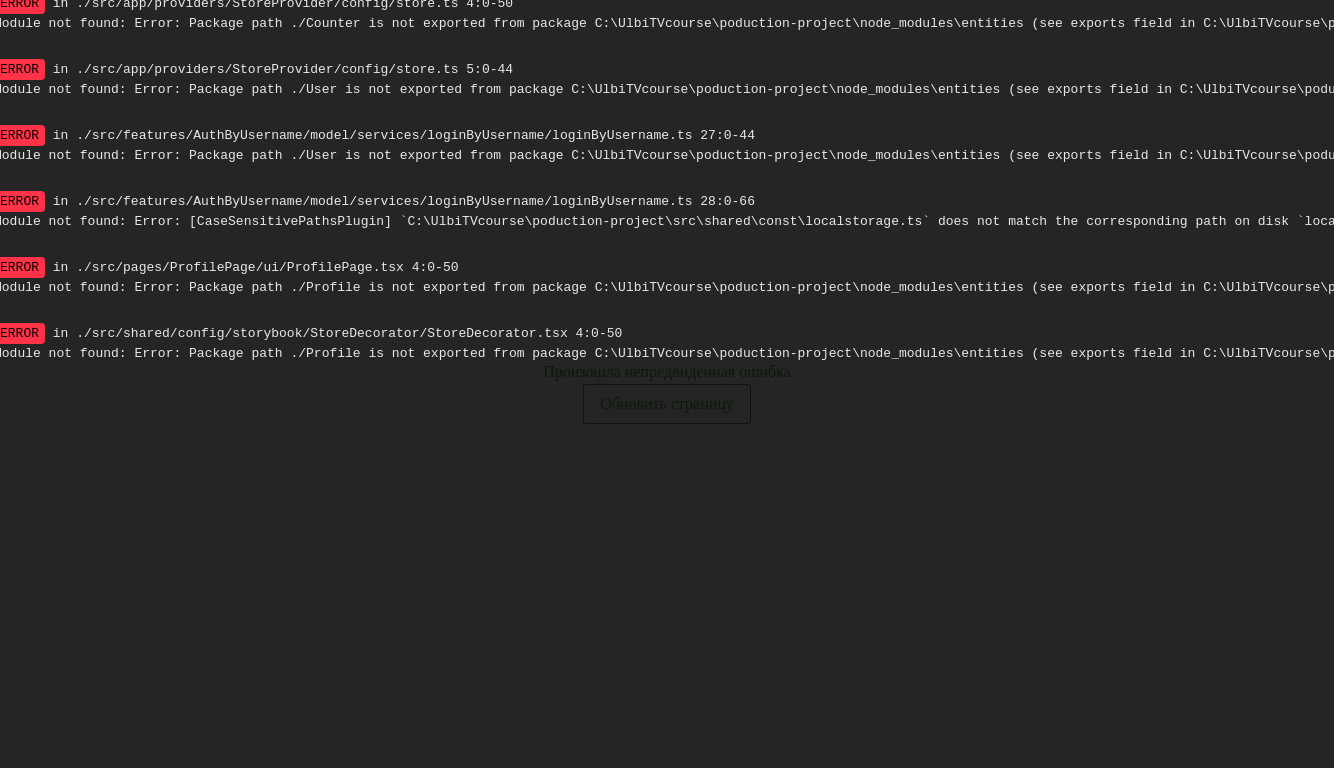 ERROR in ./src/app/providers/StoreProvider/config/store.ts 4:0-50
Module not found: Error: Package path ./Counter is not exported from package C:\UlbiTVcourse\poduction-project\node_modules\entities (see exports field in C:\UlbiTVcourse\p
ERROR in ./src/app/providers/StoreProvider/config/store.ts 5:0-44
Module not found: Error: Package path ./User is not exported from package C:\UlbiTVcourse\poduction-project\node_modules\entities (see exports field in C:\UlbiTVcourse\podu
ERROR in ./src/features/AuthByUsername/model/services/loginByUsername/loginByUsername.ts 27:0-44
Module not found: Error: Package path ./User is not exported from package C:\UlbiTVcourse\poduction-project\node_modules\entities (see exports field in C:\UlbiTVcourse\podu
ERROR in ./src/features/AuthByUsername/model/services/loginByUsername/loginByUsername.ts 28:0-66
Module not found: Error: [CaseSensitivePathsPlugin] `C:\UlbiTVcourse\poduction-project\src\shared\const\localstorage.ts` does not match the corresponding path on disk `loca
ERROR in ./src/pages/ProfilePage/ui/ProfilePage.tsx 4:0-50
Module not found: Error: Package path ./Profile is not exported from package C:\UlbiTVcourse\poduction-project\node_modules\entities (see exports field in C:\UlbiTVcourse\p
ERROR in ./src/shared/config/storybook/StoreDecorator/StoreDecorator.tsx 4:0-50
Module not found: Error: Package path ./Profile is not exported from package C:\UlbiTVcourse\poduction-project\node_modules\entities (see exports field in C:\UlbiTVcourse\p
Произошла непредвиденная ошибка
Обновить страницу